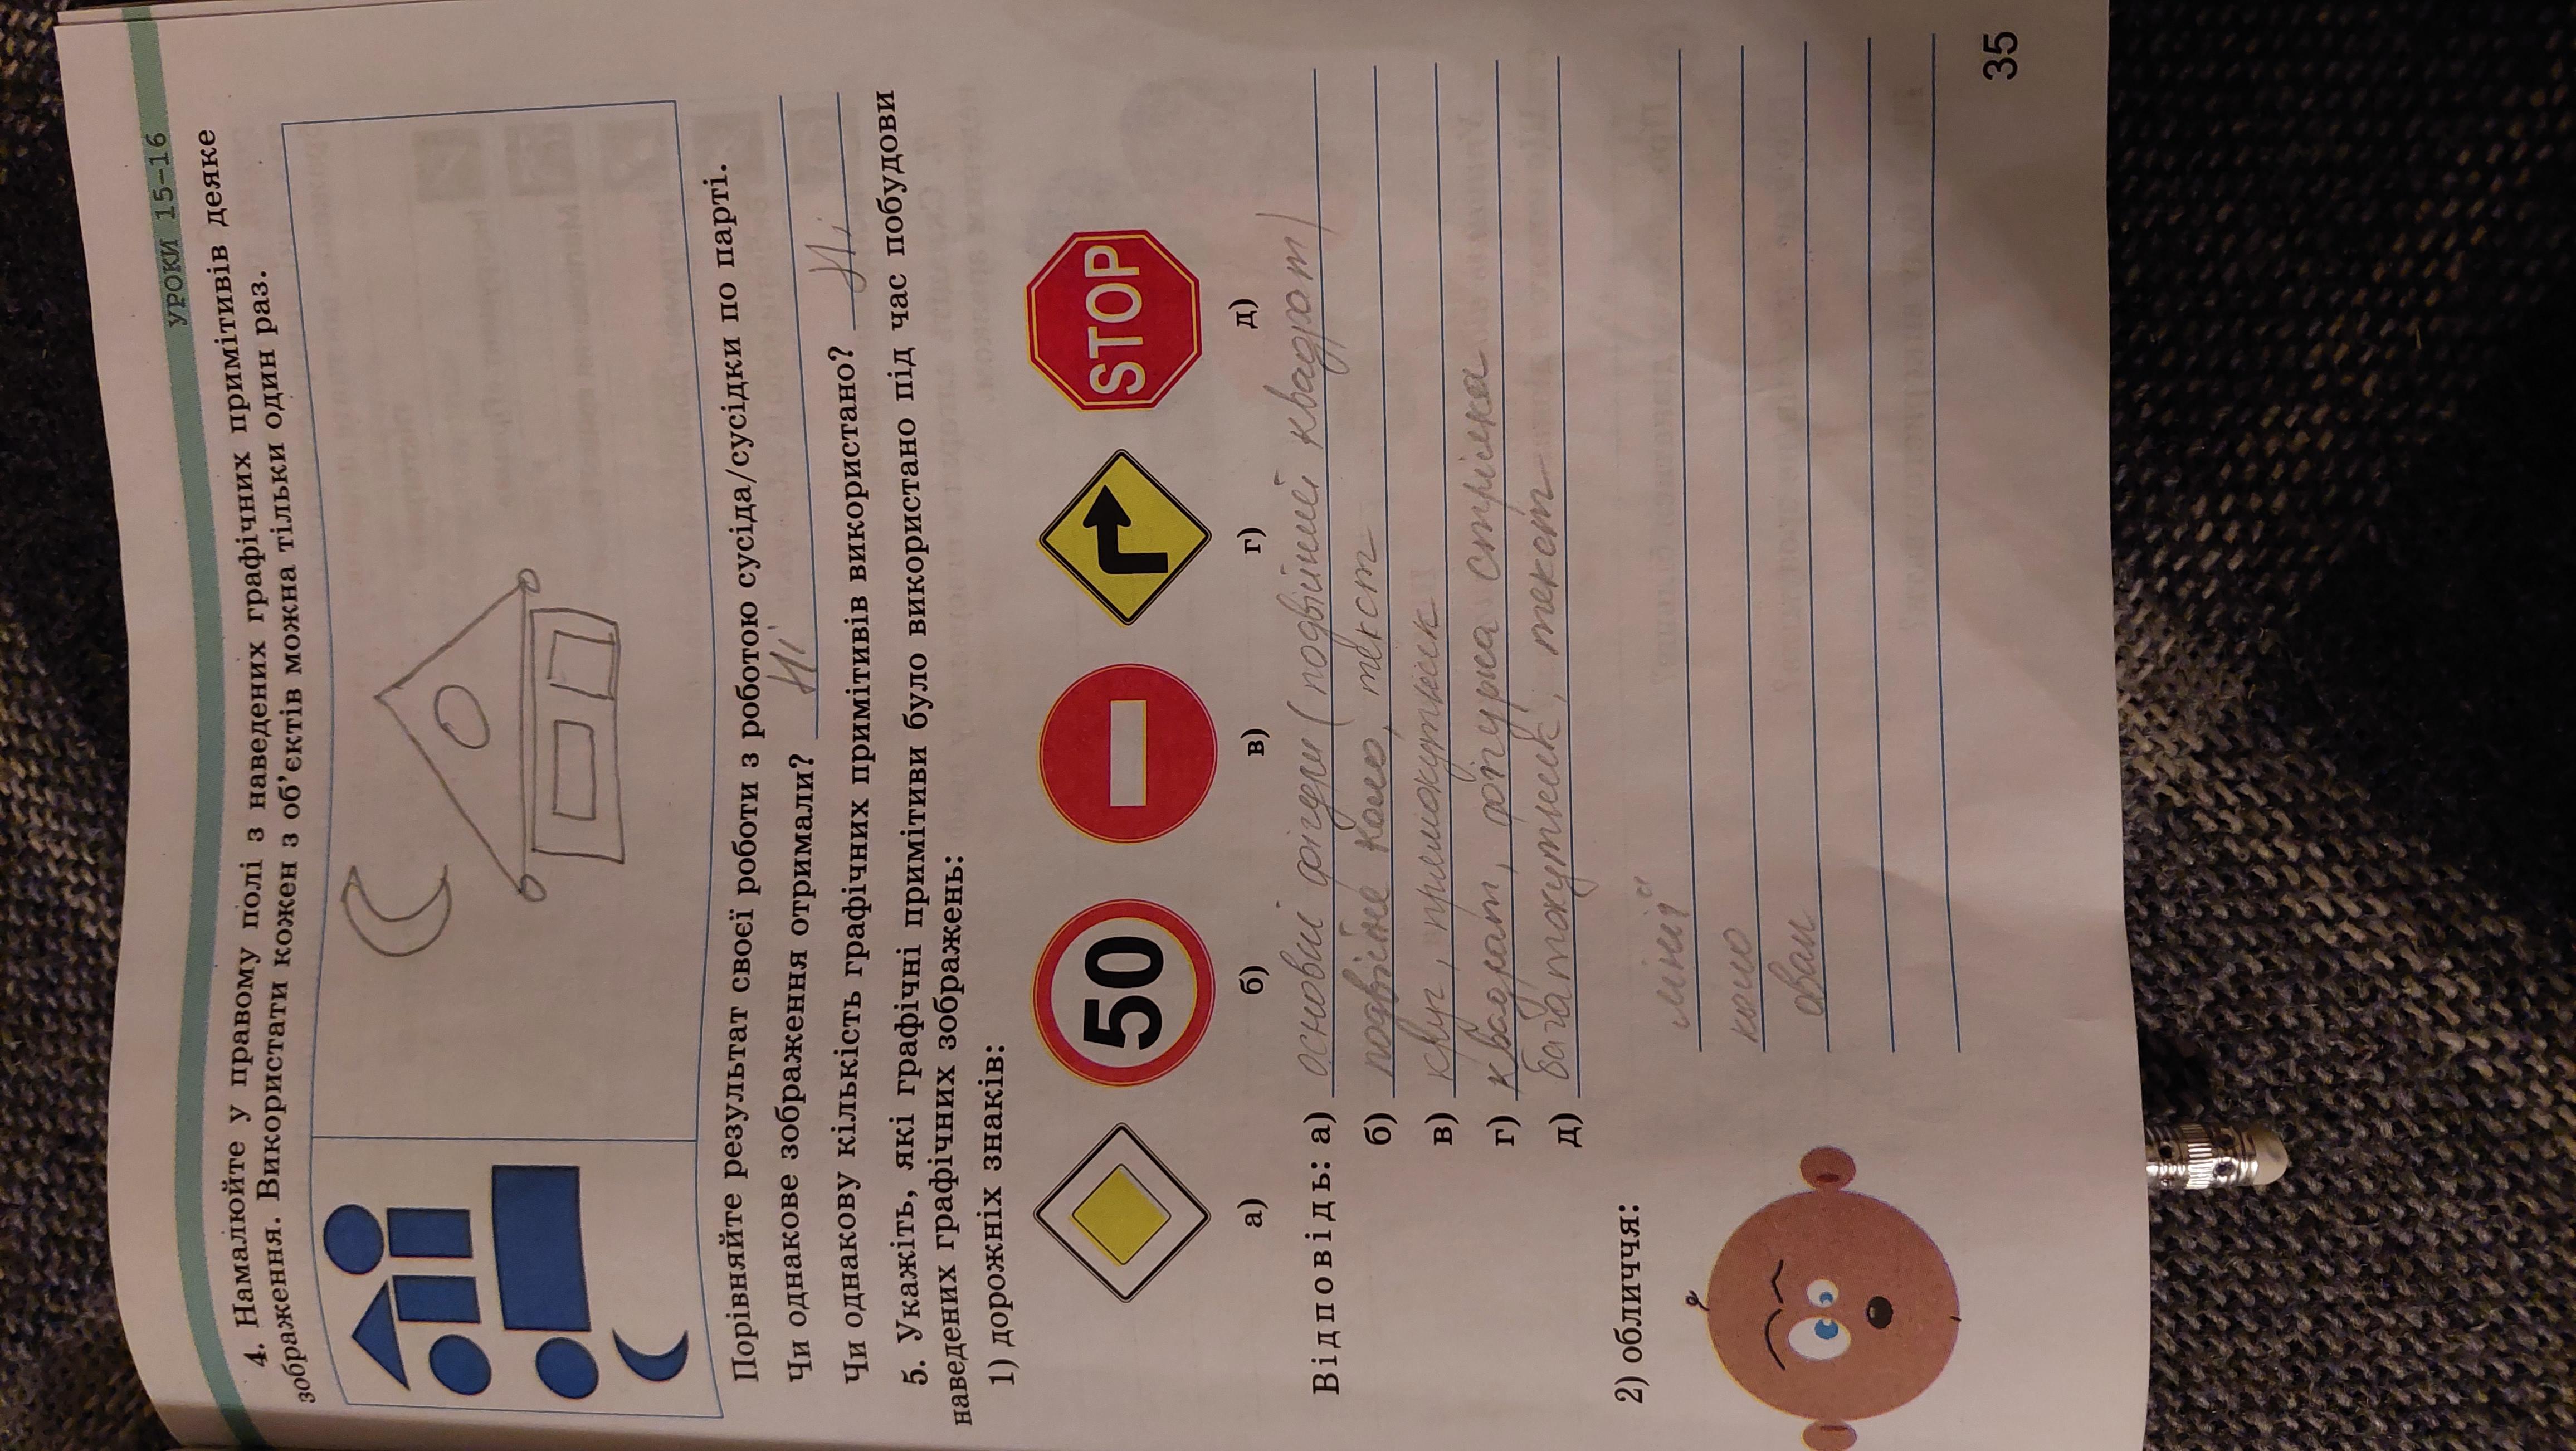 УРОКИ 15–16
4. Намалюйте у правому полі з наведених графічних примітивів деяке
зображення. Використати кожен з об'єктів можна тільки один раз.
Порівняйте результат своєї роботи з роботою сусіда/сусідки по парті.
Чи однакове зображення отримали? Ні
Чи однакову кількість графічних примітивів використано? Ні
5. Укажіть, які графічні примітиви було використано під час побудови
наведених графічних зображень:
1) дорожніх знаків:
50 STOP
а) б) в) г) д)
Відповідь: а) основні фігури (подвійний квадрат)
б) подвійне коло, текст
в) круг, прямокутник
г) квадрат, фігурна стрілка
д) багатокутник, текст
2) обличчя:
лінії
коло
овал
35